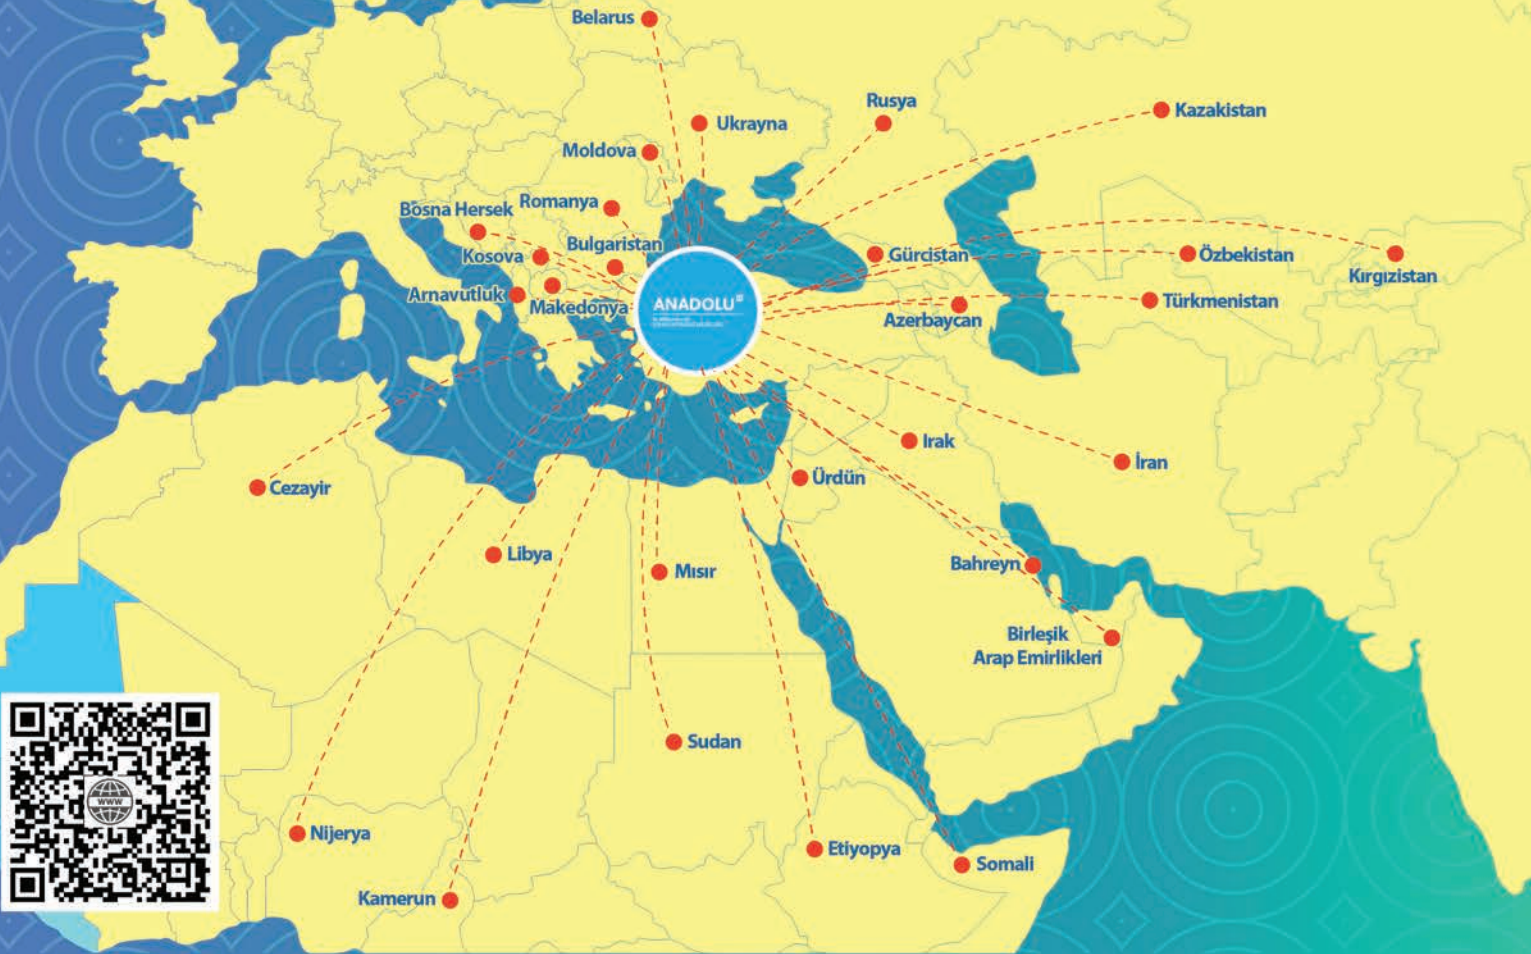 Belarus
Rusya
Kazakistan
Ukrayna
Moldova
Romanya
Bosna Hersek
Bulgaristan
Kosova
Gürcistan
Özbekistan
Kırgızistan
Arnavutluk
Makedonya
ANADOLU
Türkmenistan
Azerbaycan
Irak
İran
Ürdün
Cezayir
Libya
Mısır
Bahreyn
Birleşik
Arap Emirlikleri
Sudan
www
Nijerya
Etiyopya
Somali
Kamerun